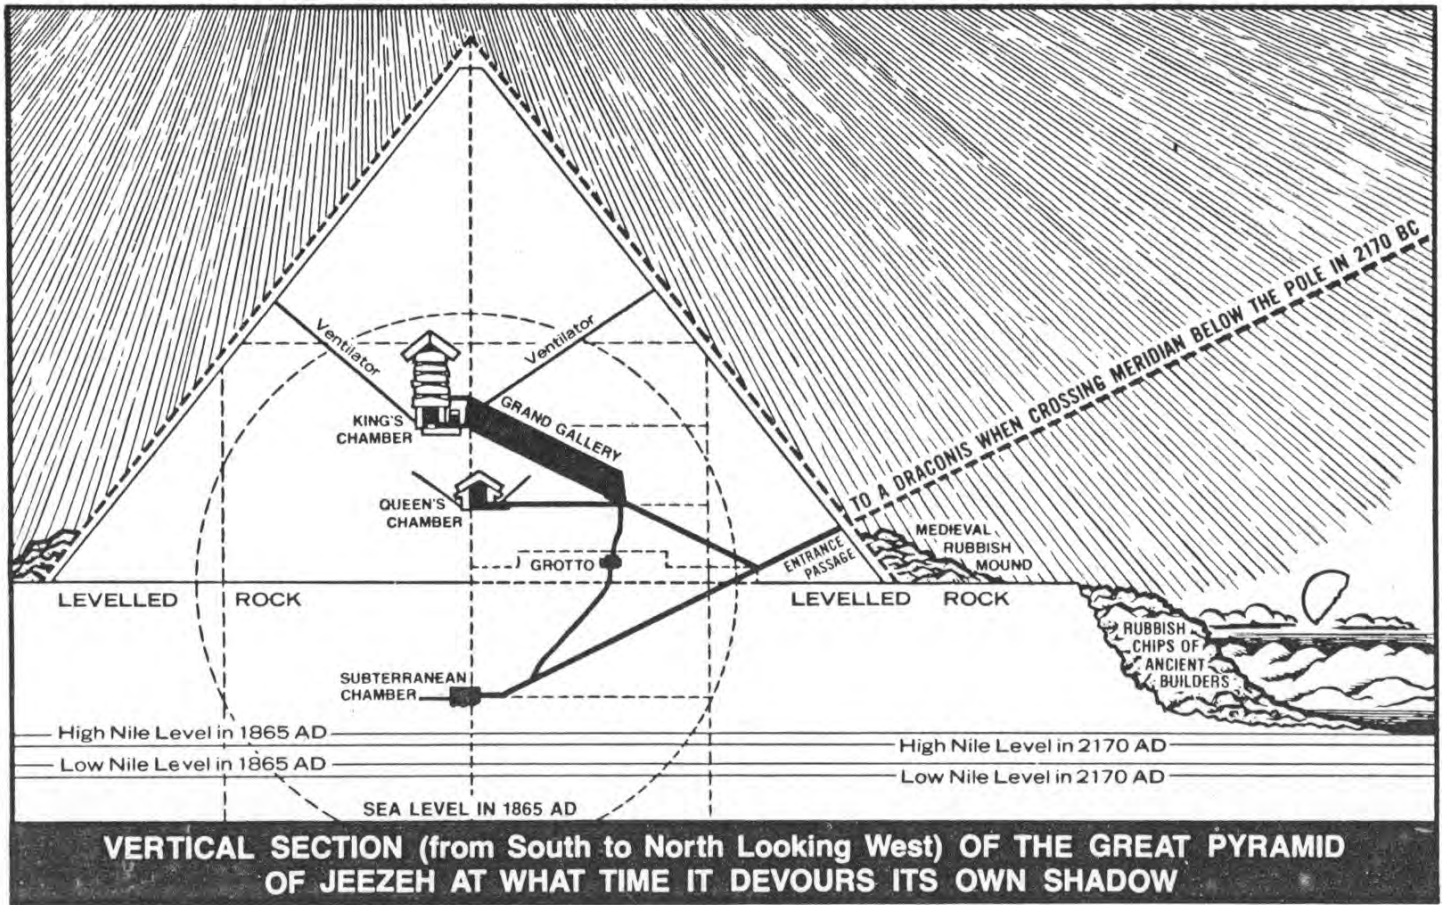 TO A DRACONIS WHEN CROSSING MERIDIAN BELOW THE POLE IN 2170 BC
Ventilator
Ventilator
KING'S
CHAMBER
GRAND GALLERY
QUEEN'S
CHAMBER
GROTTO
ENTRANCE
PASSAGE
MEDIEVAL
RUBBISH
MOUND
LEVELLED ROCK
LEVELLED ROCK
RUBBISH
CHIPS OF
ANCIENT
BUILDERS
SUBTERRANEAN
CHAMBER
High Nile Level in 1865 AD
High Nile Level in 2170 AD
Low Nile Level in 1865 AD
Low Nile Level in 2170 AD
SEA LEVEL IN 1865 AD
VERTICAL SECTION (from South to North Looking West) OF THE GREAT PYRAMID
OF JEEZEH AT WHAT TIME IT DEVOURS ITS OWN SHADOW